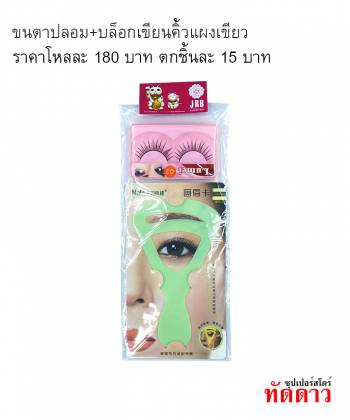 ขนตาปลอม+บล็อกเขียนคิ้วแผงเขียว
ราคาโหลละ 180 บาท ตกชิ้นละ 15 บาท
JRB
画眉卡
ซุปเปอร์สโตร์
ทัดดาว